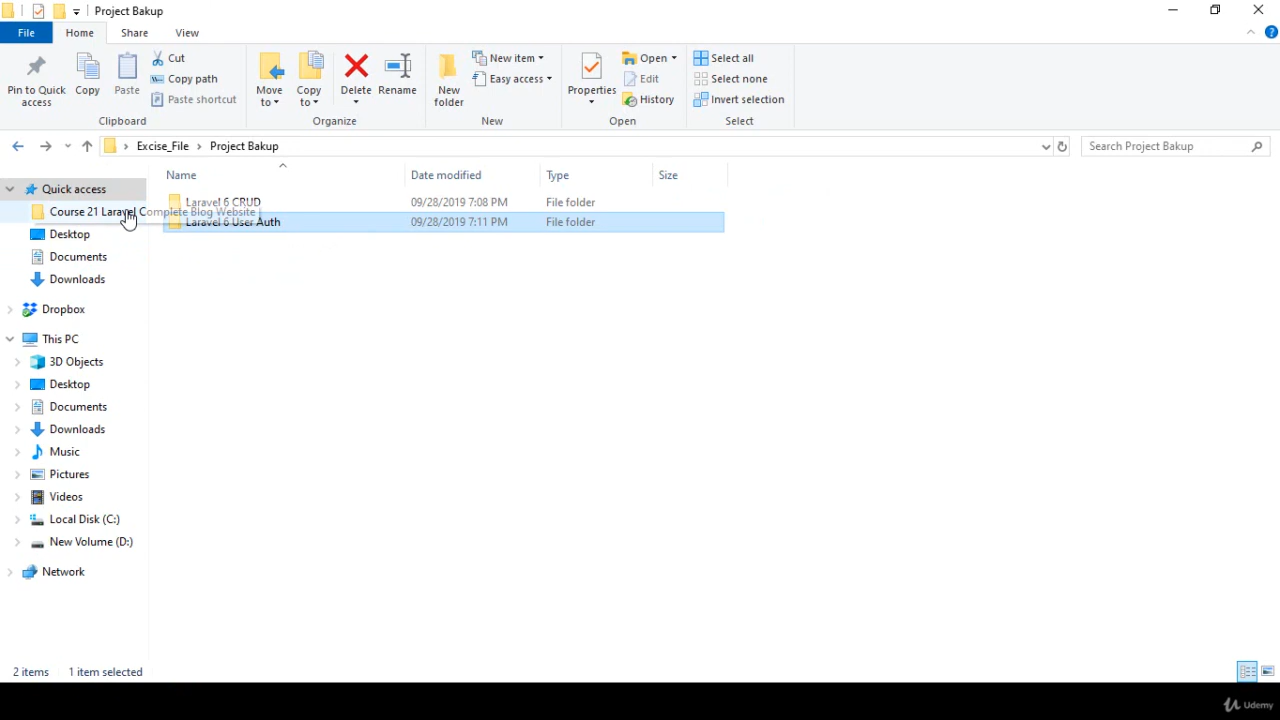 Project Bakup
File Home Share View
Pin to Quick access
Copy
Paste
Cut
Copy path
Paste shortcut
Clipboard
Move to
Copy to
Delete
Rename
Organize
New folder
New item
Easy access
New
Properties
Open
Edit
History
Open
Select all
Select none
Invert selection
Select
Excise_File > Project Bakup
Search Project Bakup
Name Date modified Type Size
Laravel 6 CRUD 09/28/2019 7:08 PM File folder
Laravel 6 User Auth 09/28/2019 7:11 PM File folder
Quick access
Course 21 Laravel Complete Blog Website
Desktop
Documents
Downloads
Dropbox
This PC
3D Objects
Desktop
Documents
Downloads
Music
Pictures
Videos
Local Disk (C:)
New Volume (D:)
Network
2 items 1 item selected
Udemy